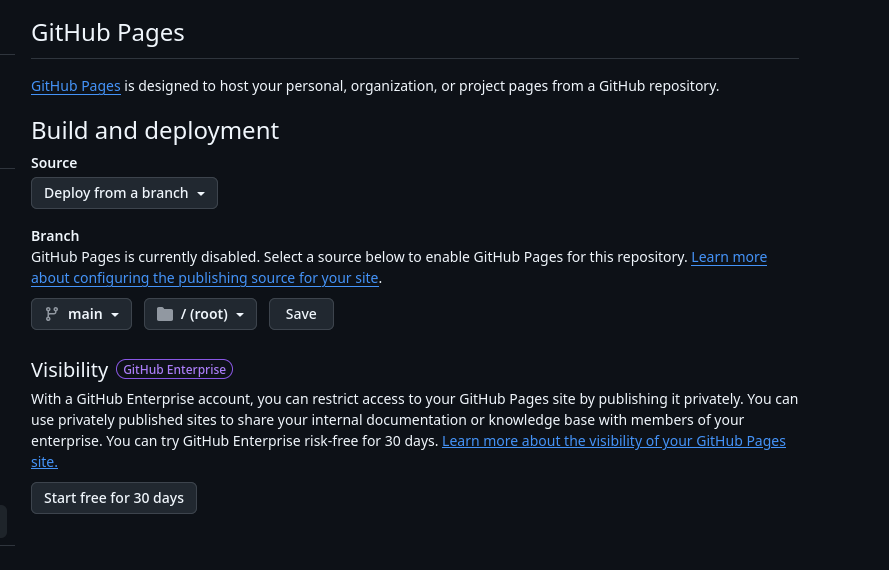 GitHub Pages
GitHub Pages is designed to host your personal, organization, or project pages from a GitHub repository.
Build and deployment
Source
Deploy from a branch
Branch
GitHub Pages is currently disabled. Select a source below to enable GitHub Pages for this repository. Learn more
about configuring the publishing source for your site.
main / (root) Save
Visibility GitHub Enterprise
With a GitHub Enterprise account, you can restrict access to your GitHub Pages site by publishing it privately. You can
use privately published sites to share your internal documentation or knowledge base with members of your
enterprise. You can try GitHub Enterprise risk-free for 30 days. Learn more about the visibility of your GitHub Pages
site.
Start free for 30 days